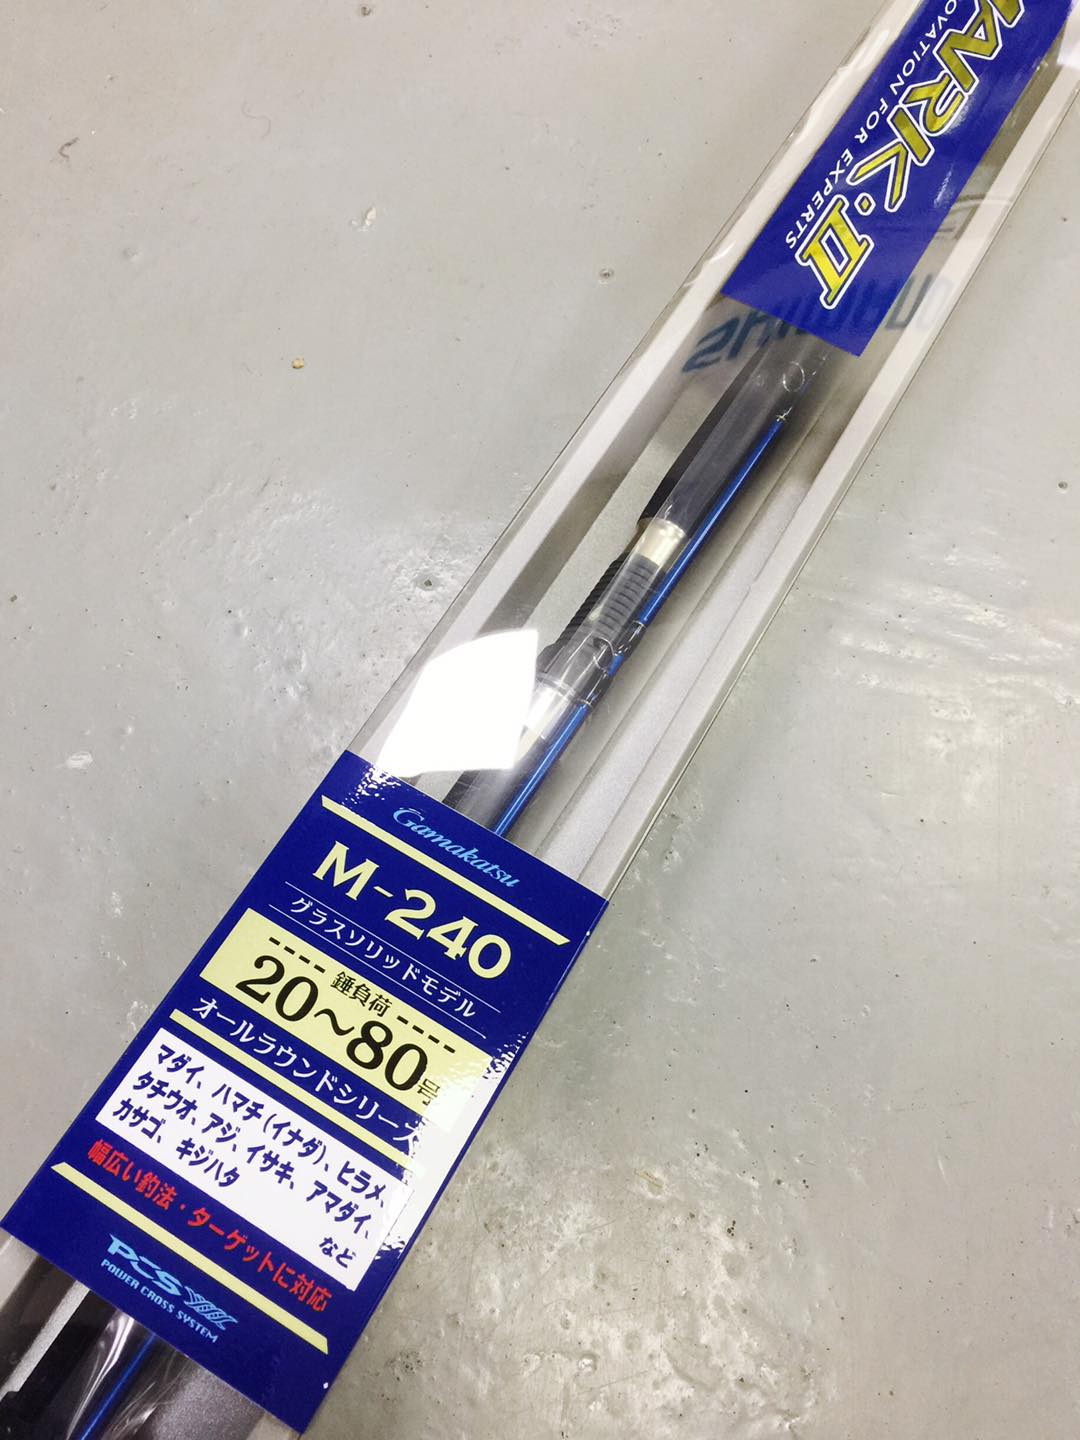 MARK・II
OVATION FOR EXPERTS
Gamakatsu
M-240
グラスソリッドモデル
錘負荷
20〜80号
オールラウンドシリーズ
マダイ、ハマチ(イナダ)、ヒラメ、
タチウオ、アジ、イサキ、アマダイ、
カサゴ、キジハタ など
幅広い釣法・ターゲットに対応
PCS
POWER CROSS SYSTEM